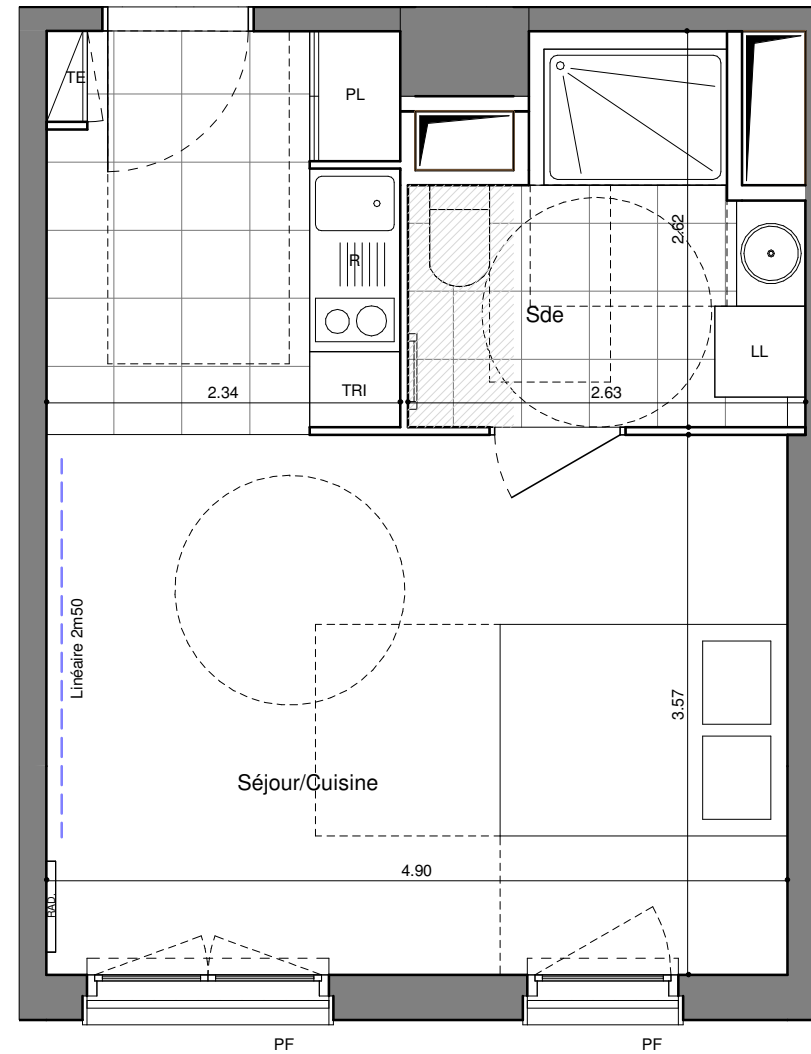 TE
PL
R
2.62
Sde
LL
2.34
TRI
2.63
Linéaire 2m50
3.57
Séjour/Cuisine
4.90
RAD.
PF
PF